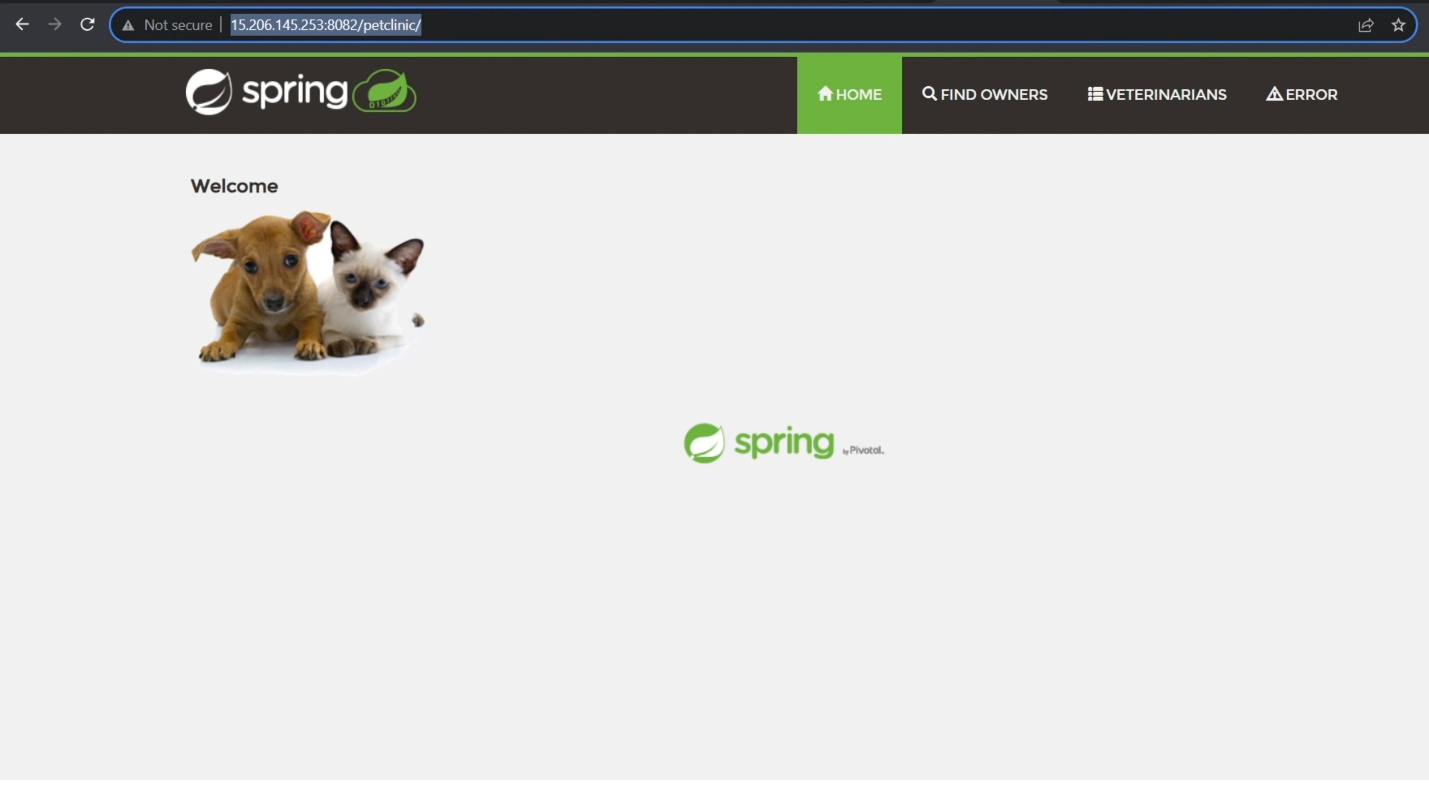 Not secure | 15.206.145.253:8082/petclinic/
spring
HOME
FIND OWNERS
VETERINARIANS
ERROR
Welcome
spring by Pivotal.